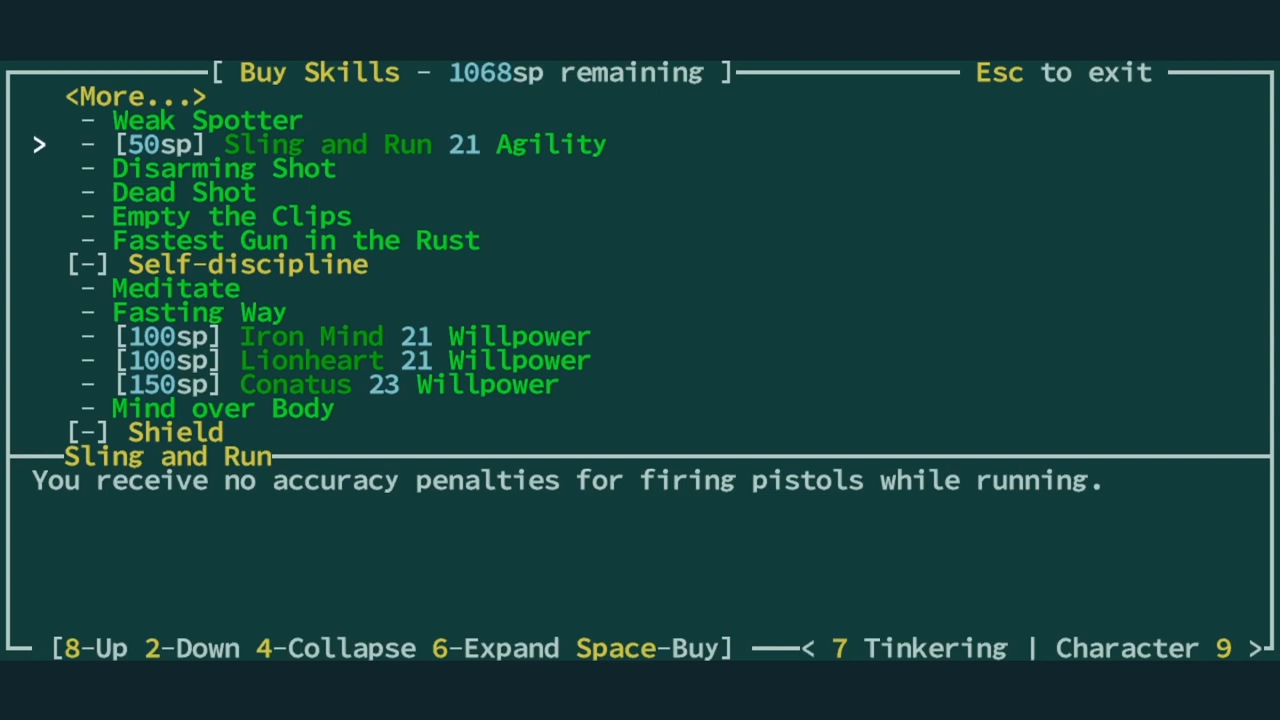 [ Buy Skills - 1068sp remaining ] Esc to exit
<More...>
- Weak Spotter
> - [50sp] Sling and Run 21 Agility
- Disarming Shot
- Dead Shot
- Empty the Clips
- Fastest Gun in the Rust
[-] Self-discipline
- Meditate
- Fasting Way
- [100sp] Iron Mind 21 Willpower
- [100sp] Lionheart 21 Willpower
- [150sp] Conatus 23 Willpower
- Mind over Body
[-] Shield
Sling and Run
You receive no accuracy penalties for firing pistols while running.
[8-Up 2-Down 4-Collapse 6-Expand Space-Buy] < 7 Tinkering | Character 9 >